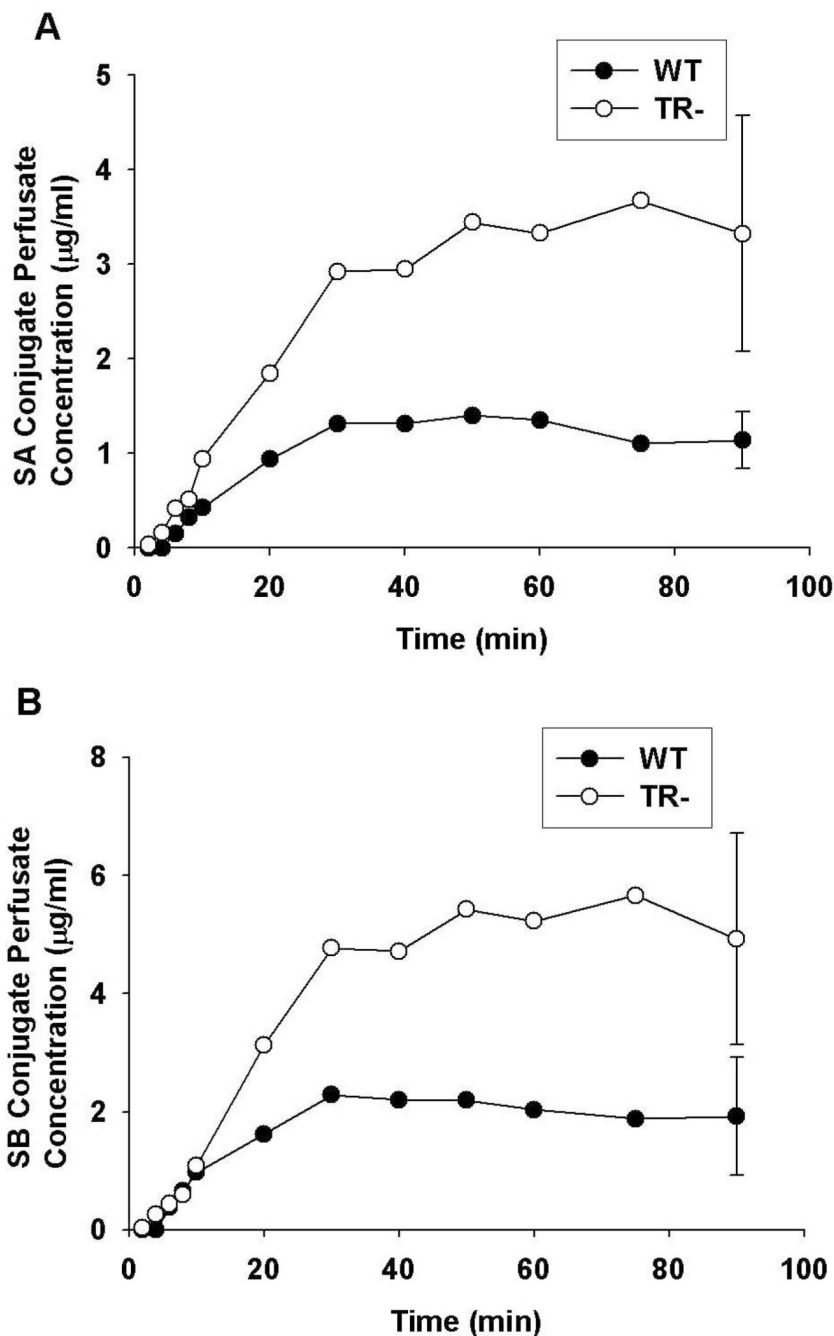 A
WT
TR-
SA Conjugate Perfusate
Concentration (μg/ml)
5
4
3
2
1
0
0 20 40 60 80 100
Time (min)
B
WT
TR-
SB Conjugate Perfusate
Concentration (μg/ml)
8
6
4
2
0
0 20 40 60 80 100
Time (min)